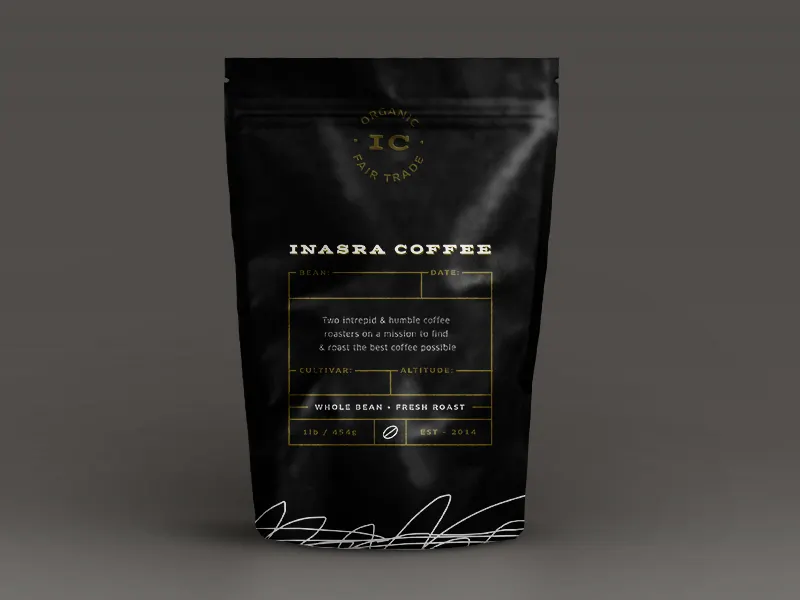 ORGANIC
IC
FAIR TRADE
INASRA COFFEE
BEAN: DATE:
Two intrepid & humble coffee
roasters on a mission to find
& roast the best coffee possible
CULTIVAR: ALTITUDE:
WHOLE BEAN • FRESH ROAST
1lb / 454g EST - 2014